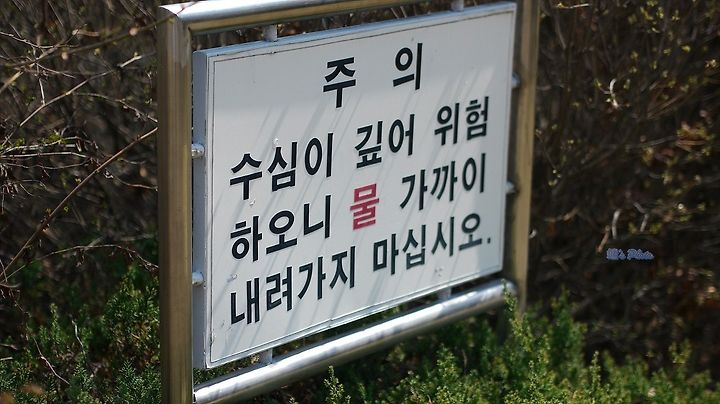 주 의
수심이 깊어 위험
하오니 물 가까이
내려가지 마십시오.